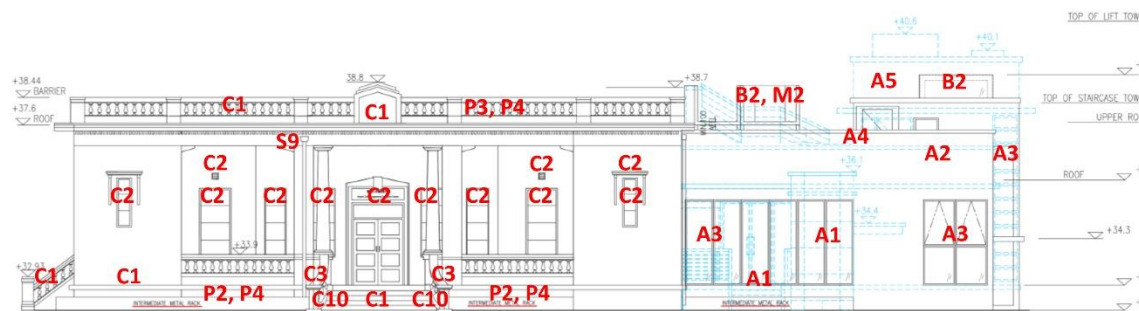 +40.6
TOP OF LIFT TOW
+40.1
38.8
+38.44
BARRIER
+38.7
A5
B2
C1
C1
P3, P4
B2, M2
TOP OF STAIRCASE TOW
+37.6
ROOF
UPPER RO
S9
A4
A2
A3
C2
C2
C2
+36.1
ROOF
C2
C2
C2
C2
C2
C2
C2
C2
C2
+34.4
A3
A1
A3
+34.3
+33.9
+32.93
C1
C1
C3
C3
A1
P2, P4
C10
C1
C10
P2, P4
INTERMEDIATE METAL RACK
INTERMEDIATE METAL RACK
INTERMEDIATE METAL RACK